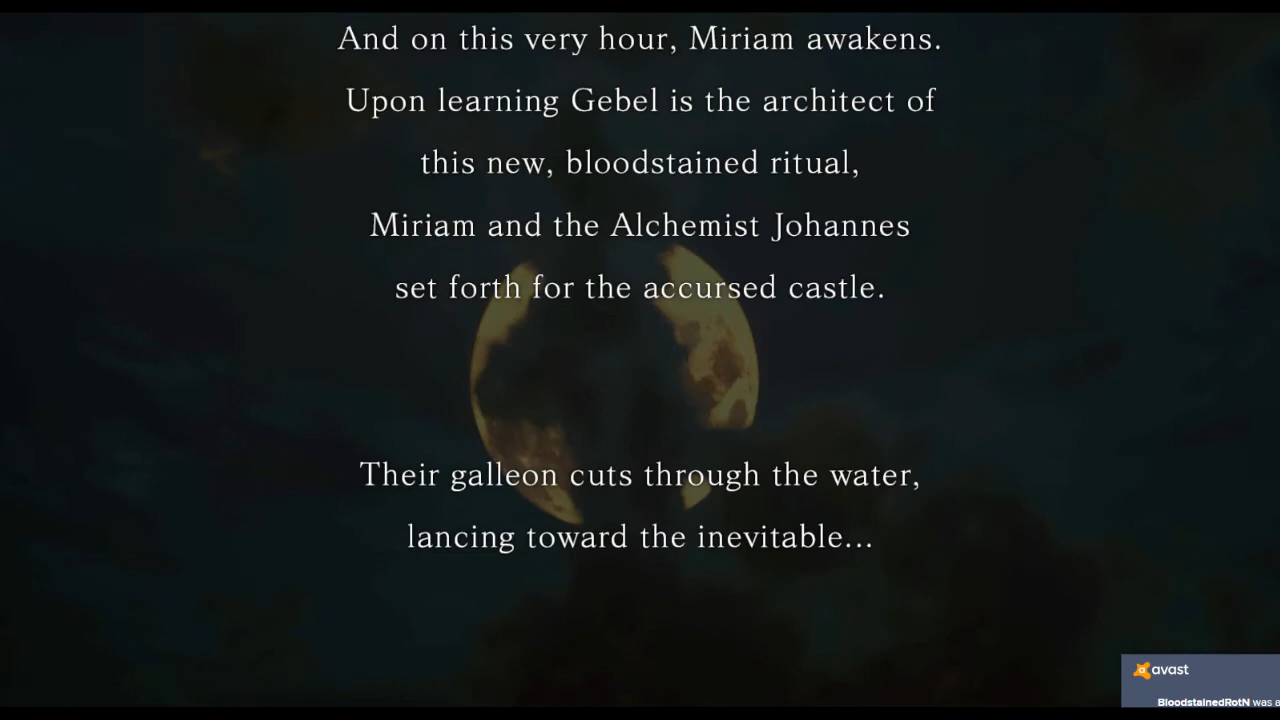 And on this very hour, Miriam awakens.
Upon learning Gebel is the architect of
this new, bloodstained ritual,
Miriam and the Alchemist Johannes
set forth for the accursed castle.
Their galleon cuts through the water,
lancing toward the inevitable...
avast
BloodstainedRotN was a